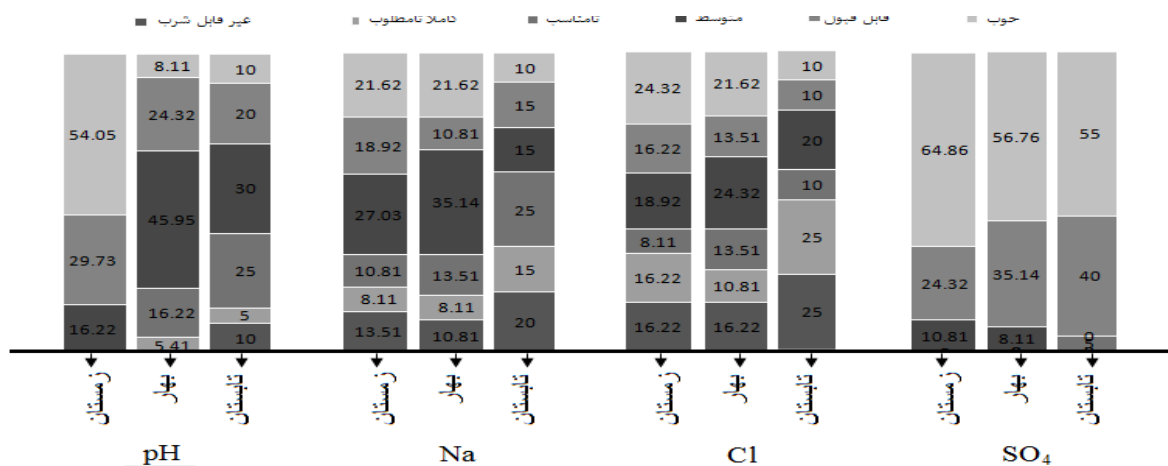 غیر قابل شرب کاملا نامطلوب نامناسب متوسط قابل قبول خوب
54.05 8.11 10 21.62 21.62 10 24.32 21.62 10 64.86 56.76 55
29.73 24.32 20 18.92 10.81 15 16.22 13.51 10 24.32 35.14 40
16.22 45.95 30 27.03 35.14 15 18.92 24.32 20 10.81 8.11 0
16.22 25 10.81 13.51 25 8.11 13.51 10
5.41 5 8.11 8.11 15 16.22 10.81 25
10 13.51 10.81 20 16.22 16.22 25
زمستان بهار تابستان زمستان بهار تابستان زمستان بهار تابستان زمستان بهار تابستان
pH Na Cl SO₄